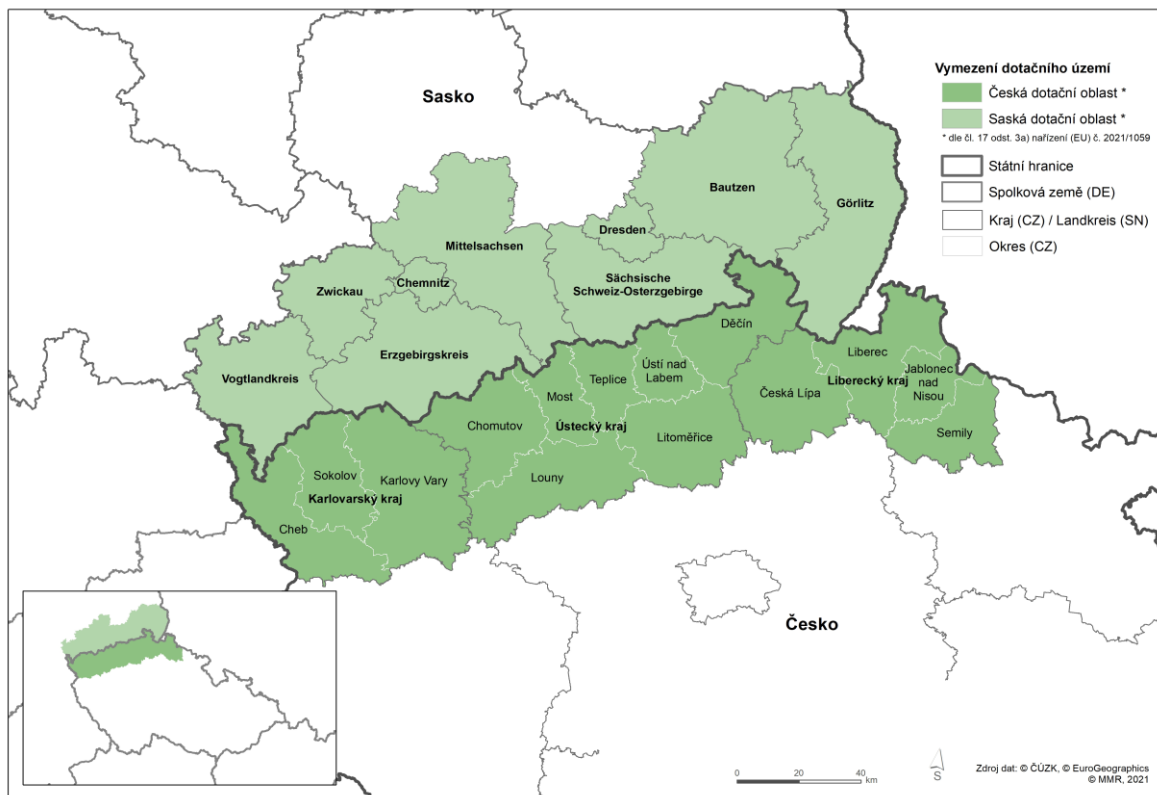 Sasko
Vymezení dotačního území
Česká dotační oblast *
Saská dotační oblast *
* dle čl. 17 odst. 3a) nařízení (EU) č. 2021/1059
Státní hranice
Spolková země (DE)
Kraj (CZ) / Landkreis (SN)
Okres (CZ)
Bautzen
Görlitz
Dresden
Mittelsachsen
Sächsische
Schweiz-Osterzgebirge
Chemnitz
Zwickau
Erzgebirgskreis
Vogtlandkreis
Děčín
Liberec
Ústí nad
Labem
Teplice
Jablonec
nad
Nisou
Liberecký kraj
Česká Lípa
Most
Chomutov
Ústecký kraj
Litoměřice
Semily
Louny
Sokolov
Karlovy Vary
Karlovarský kraj
Cheb
Česko
0 20 40
km
S
Zdroj dat: © ČÚZK, © EuroGeographics
© MMR, 2021